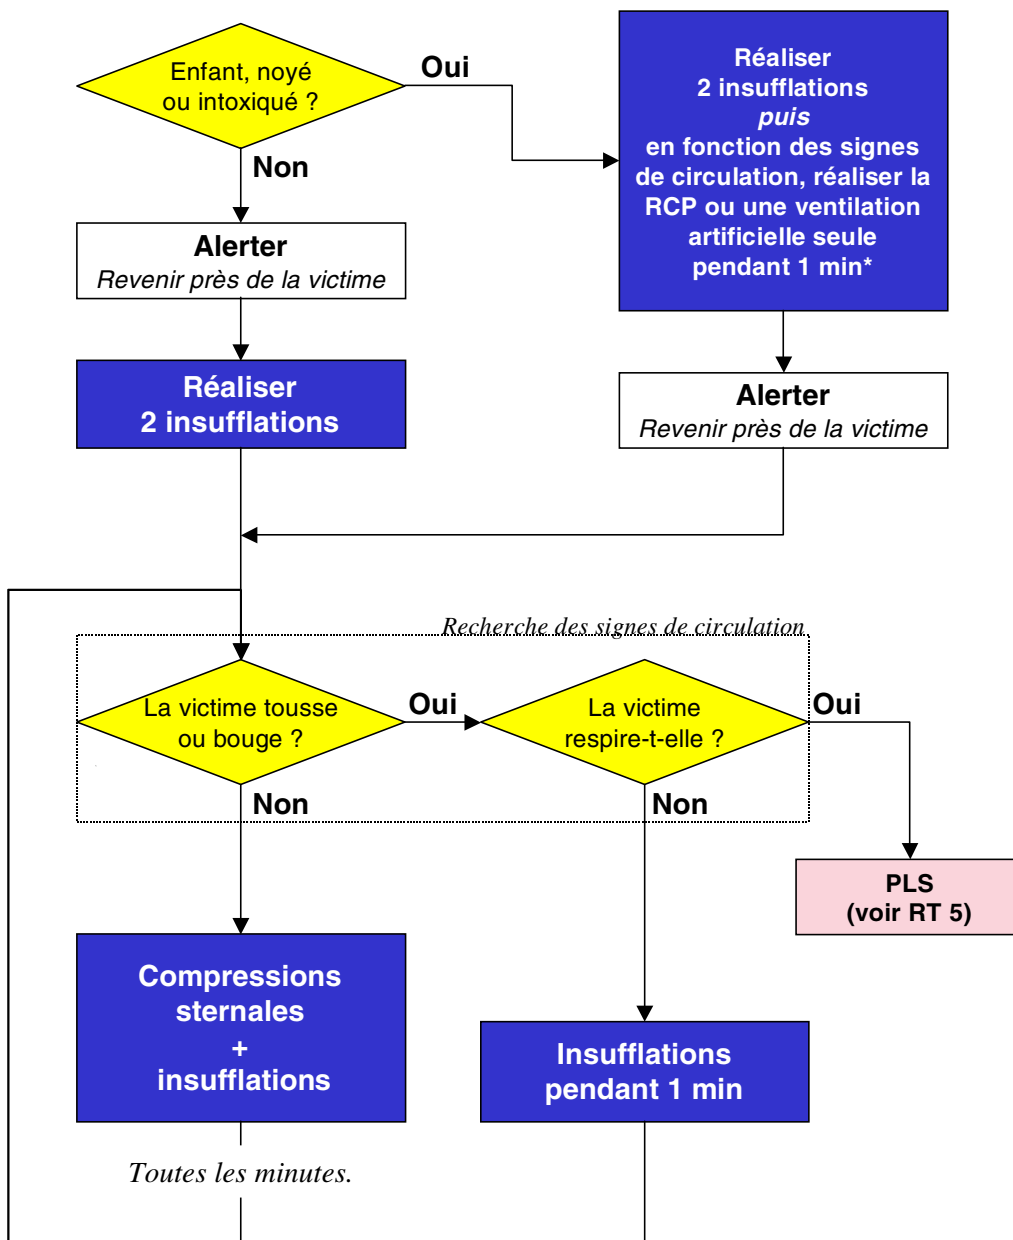 Enfant, noyé
ou intoxiqué ?
Oui
Non
Réaliser
2 insufflations
puis
en fonction des signes
de circulation, réaliser la
RCP ou une ventilation
artificielle seule
pendant 1 min*
Alerter
Revenir près de la victime
Réaliser
2 insufflations
Alerter
Revenir près de la victime
Recherche des signes de circulation
La victime tousse
ou bouge ?
Oui
La victime
respire-t-elle ?
Oui
Non
Non
PLS
(voir RT 5)
Compressions
sternales
+
insufflations
Insufflations
pendant 1 min
Toutes les minutes.